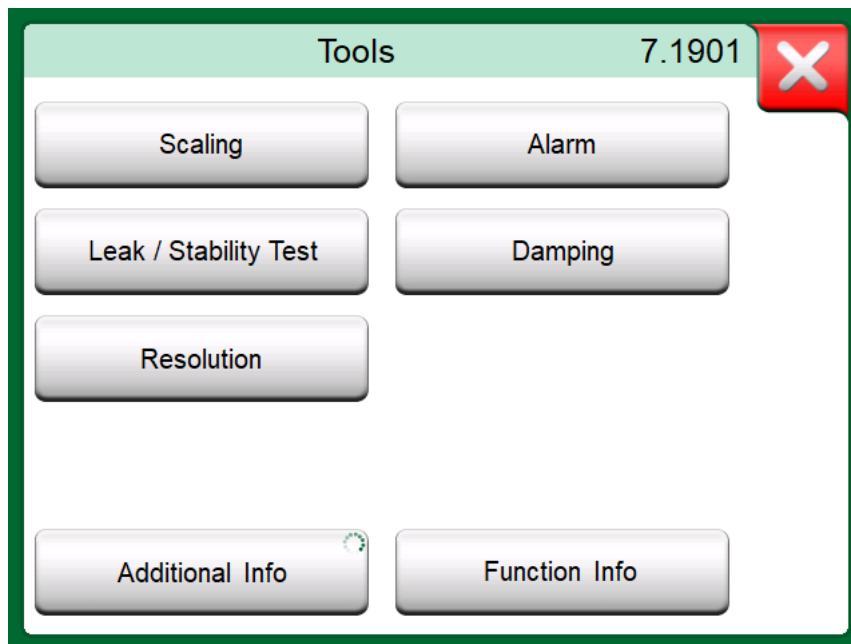 Tools 7.1901
Scaling
Alarm
Leak / Stability Test
Damping
Resolution
Additional Info
Function Info